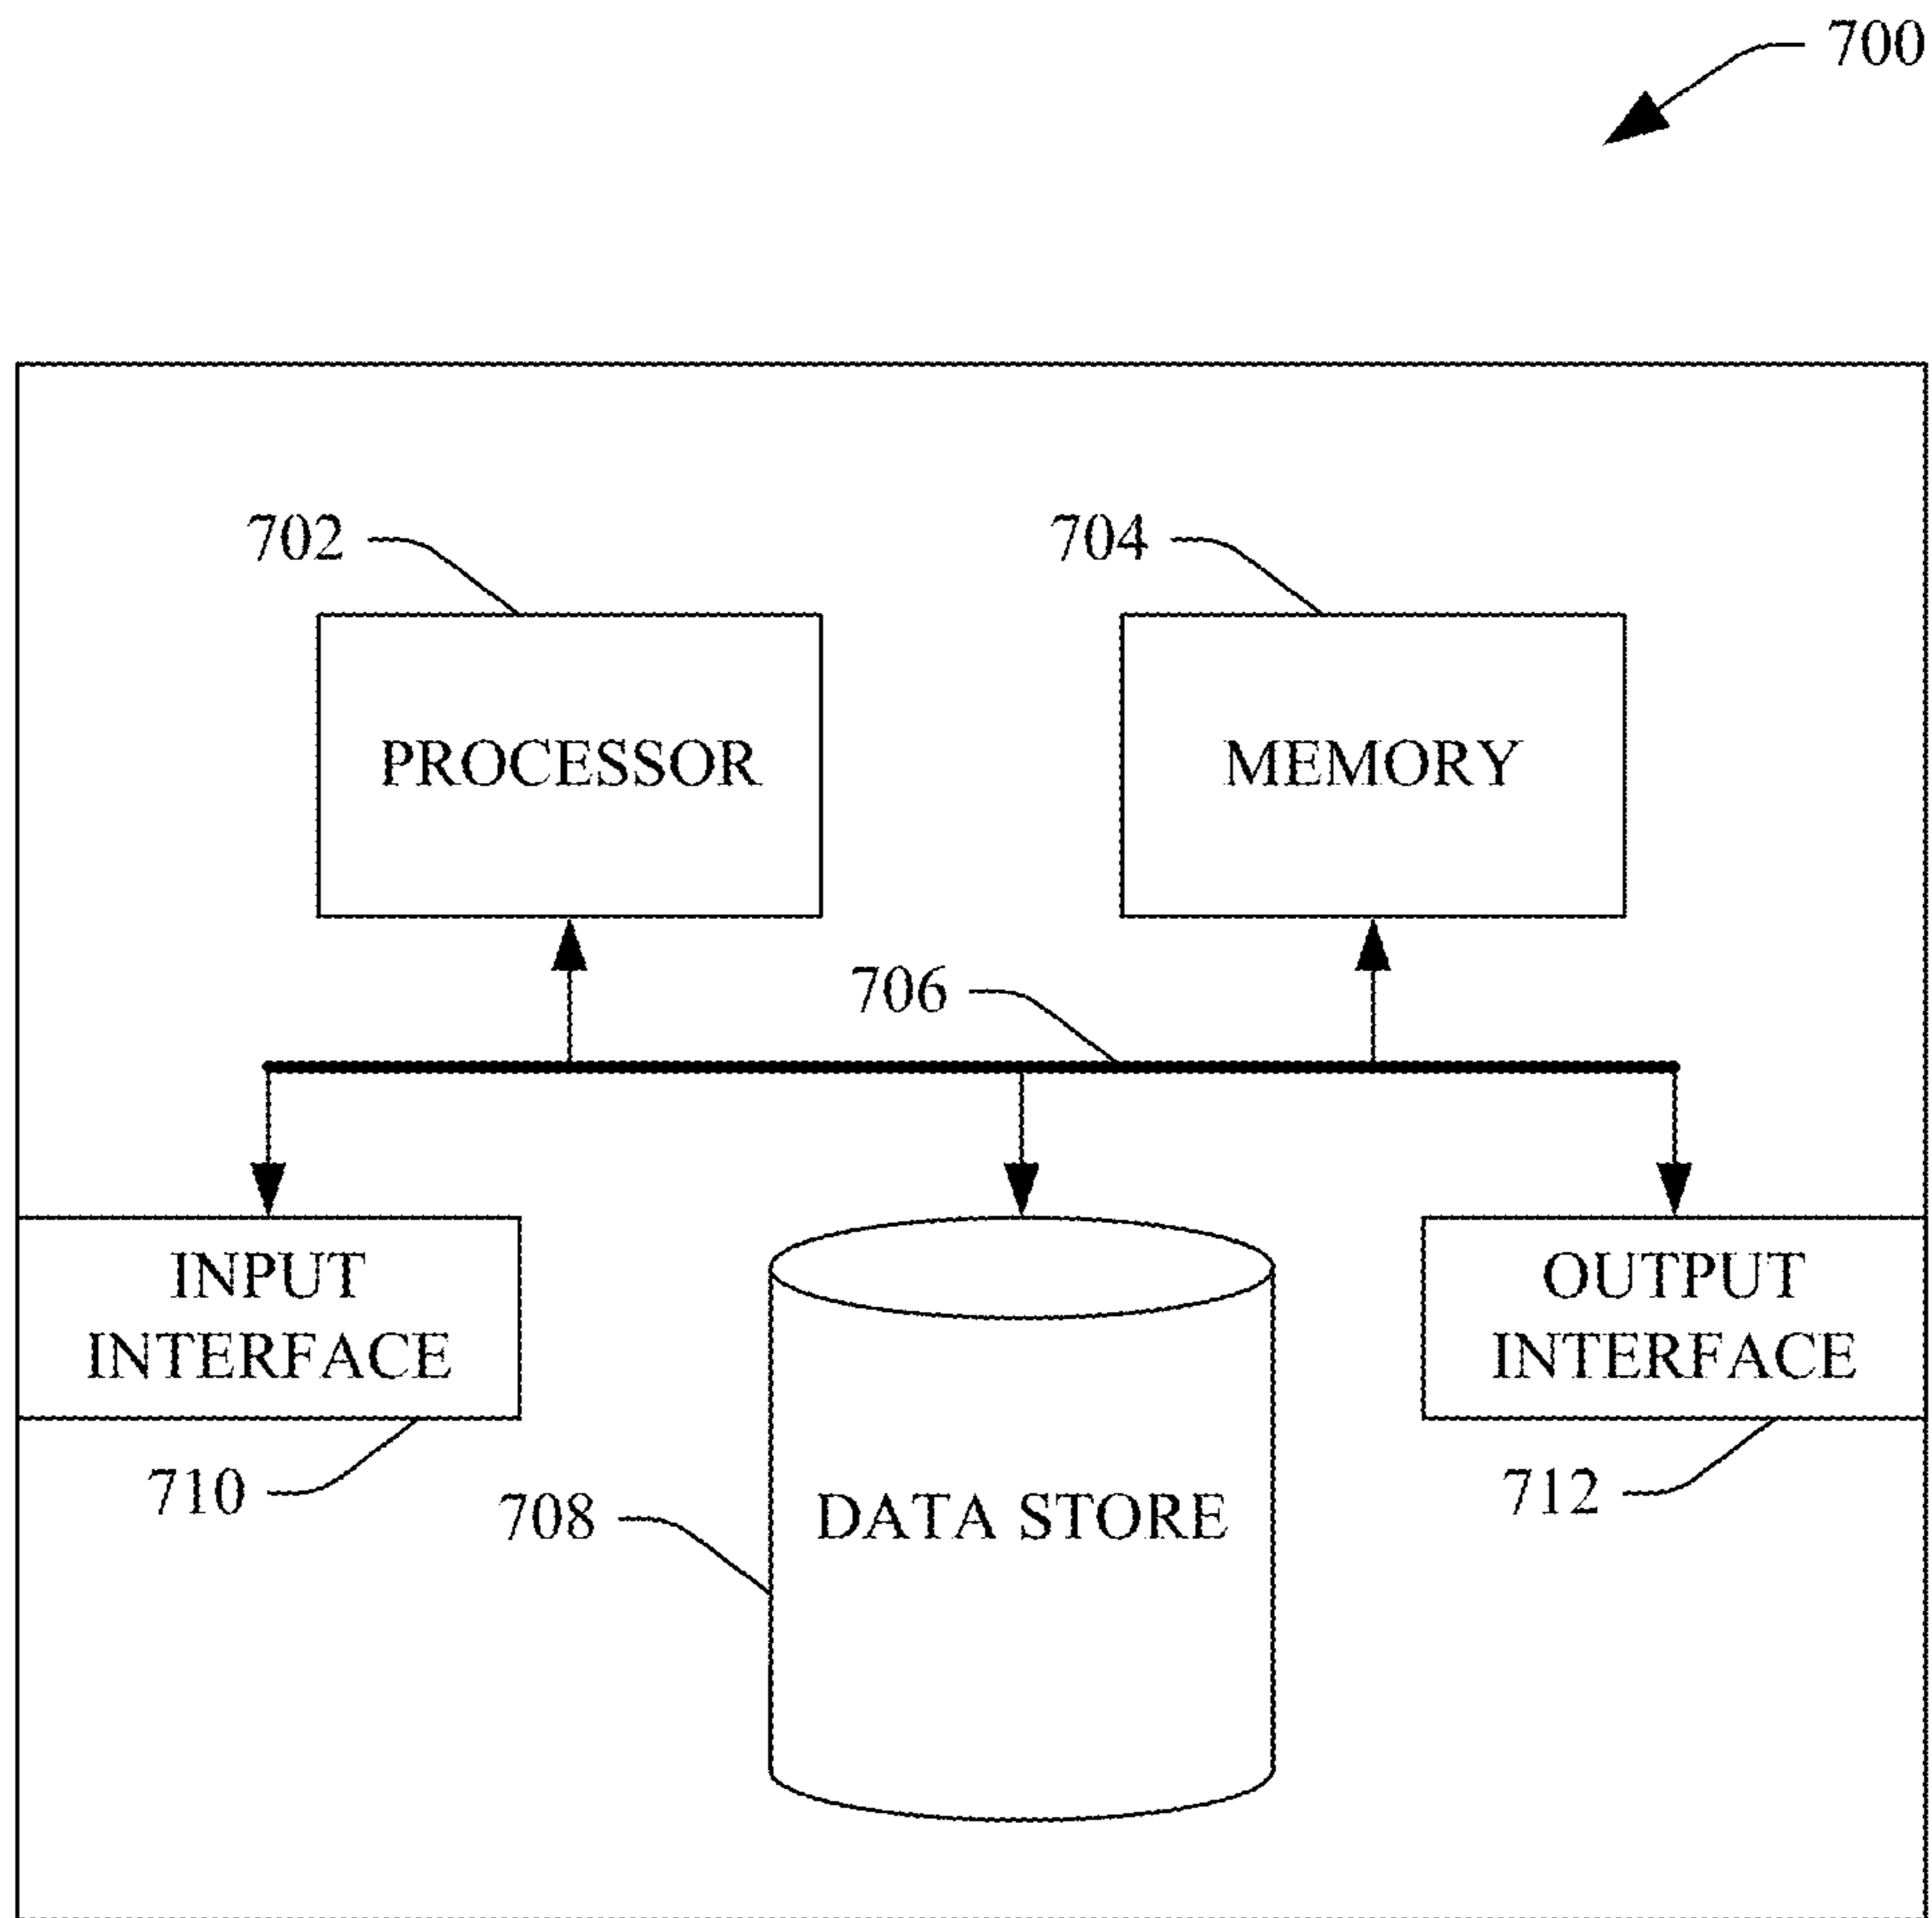 700
702
704
PROCESSOR
MEMORY
706
INPUT
INTERFACE
OUTPUT
INTERFACE
710
708
DATA STORE
712